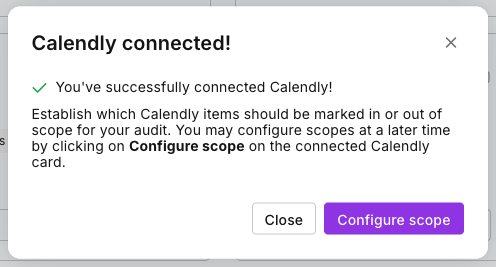 Calendly connected!
You've successfully connected Calendly!
Establish which Calendly items should be marked in or out of
scope for your audit. You may configure scopes at a later time
by clicking on Configure scope on the connected Calendly
card.
Close
Configure scope